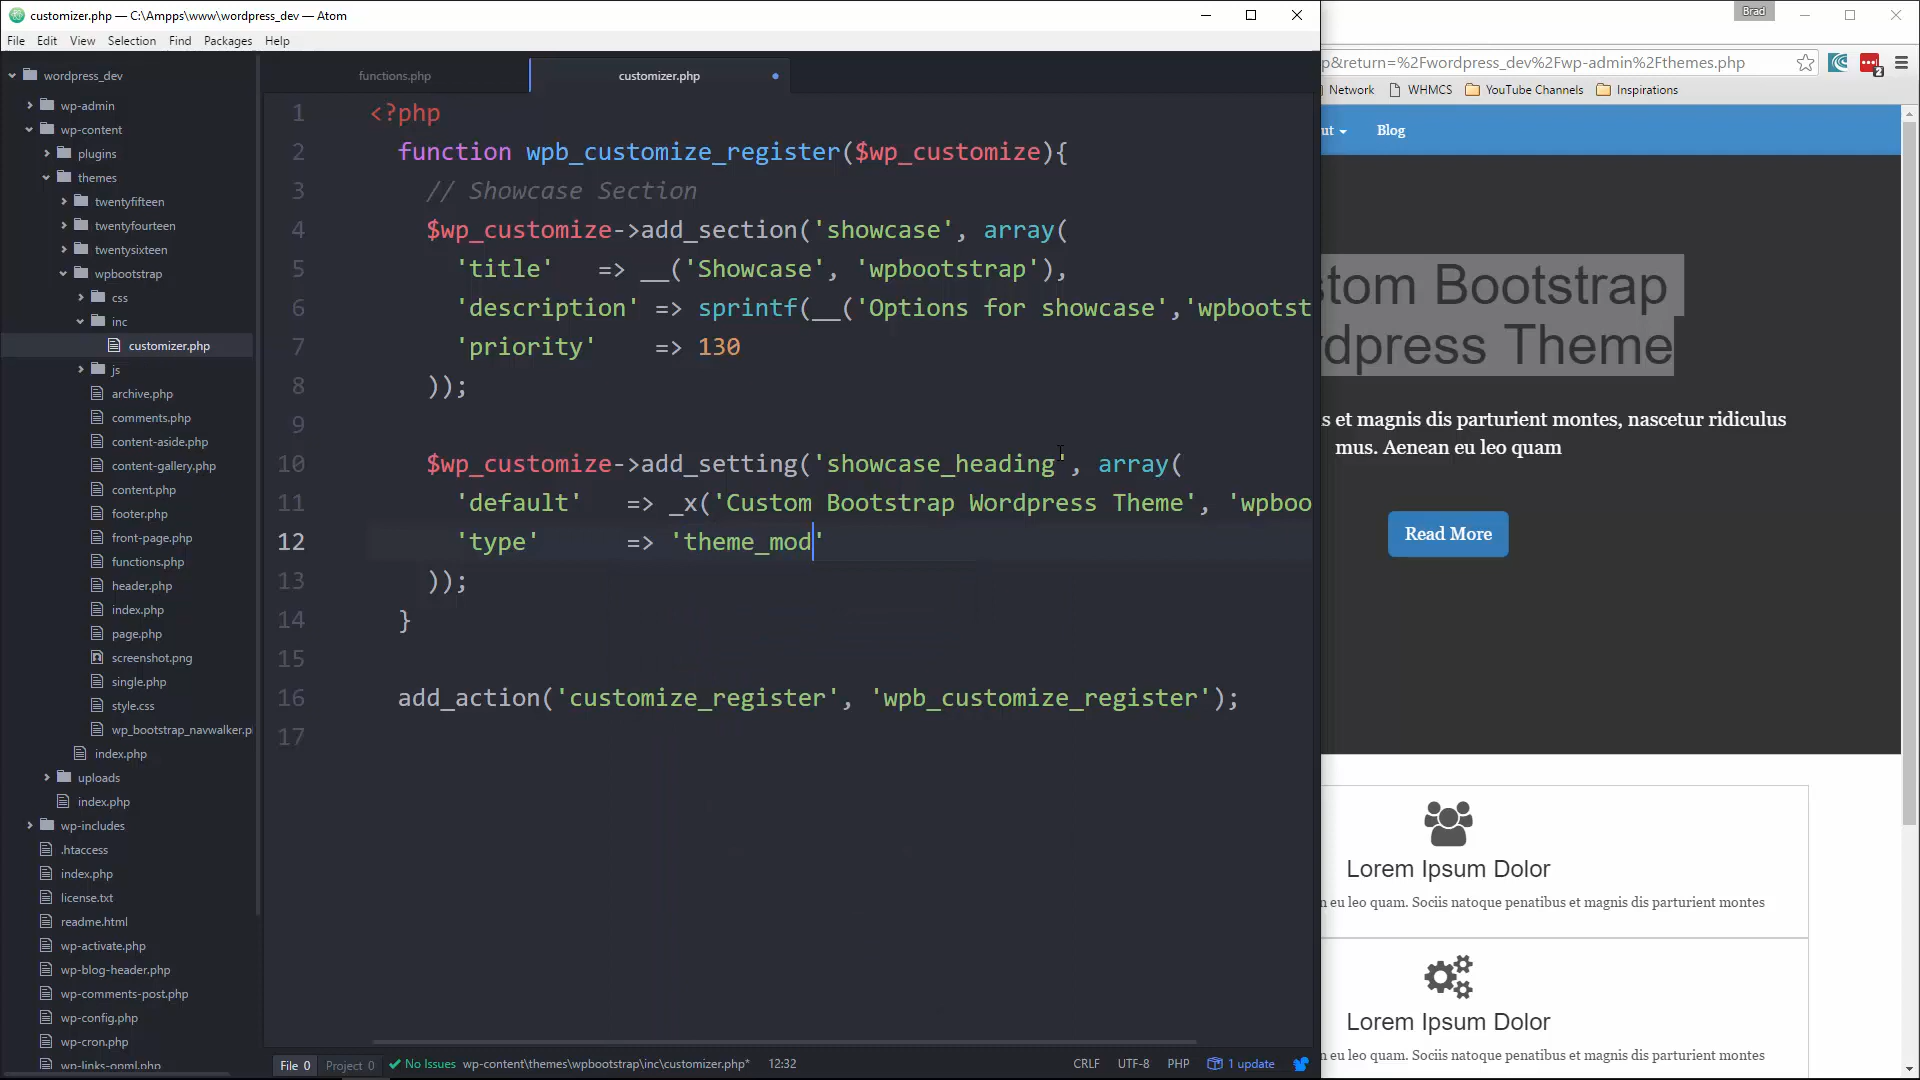 customizer.php — C:\Ampps\www\wordpress_dev — Atom
Brad
File Edit View Selection Find Packages Help
p&return=%2Fwordpress_dev%2Fwp-admin%2Fthemes.php
2
Network WHMCS YouTube Channels Inspirations
wordpress_dev
wp-admin
wp-content
plugins
themes
twentyfifteen
twentyfourteen
twentysixteen
wpbootstrap
css
inc
customizer.php
js
archive.php
comments.php
content-aside.php
content-gallery.php
content.php
footer.php
front-page.php
functions.php
header.php
index.php
page.php
screenshot.png
single.php
style.css
wp_bootstrap_navwalker.p
index.php
uploads
index.php
wp-includes
.htaccess
index.php
license.txt
readme.html
wp-activate.php
wp-blog-header.php
wp-comments-post.php
wp-config.php
wp-cron.php
wp-links-opml.php
functions.php customizer.php
1 <?php
2 function wpb_customize_register($wp_customize){
3 // Showcase Section
4 $wp_customize->add_section('showcase', array(
5 'title' => __('Showcase', 'wpbootstrap'),
6 'description' => sprintf(__('Options for showcase','wpbootst
7 'priority' => 130
8 ));
9
10 $wp_customize->add_setting('showcase_heading', array(
11 'default' => _x('Custom Bootstrap Wordpress Theme', 'wpboo
12 'type' => 'theme_mod'
13 ));
14 }
15
16 add_action('customize_register', 'wpb_customize_register');
17
File 0 Project 0 No Issues wp-content\themes\wpbootstrap\inc\customizer.php* 12:32 CRLF UTF-8 PHP 1 update
ut Blog
stom Bootstrap
dpress Theme
s et magnis dis parturient montes, nascetur ridiculus
mus. Aenean eu leo quam
Read More
Lorem Ipsum Dolor
n eu leo quam. Sociis natoque penatibus et magnis dis parturient montes
Lorem Ipsum Dolor
n eu leo quam. Sociis natoque penatibus et magnis dis parturient montes